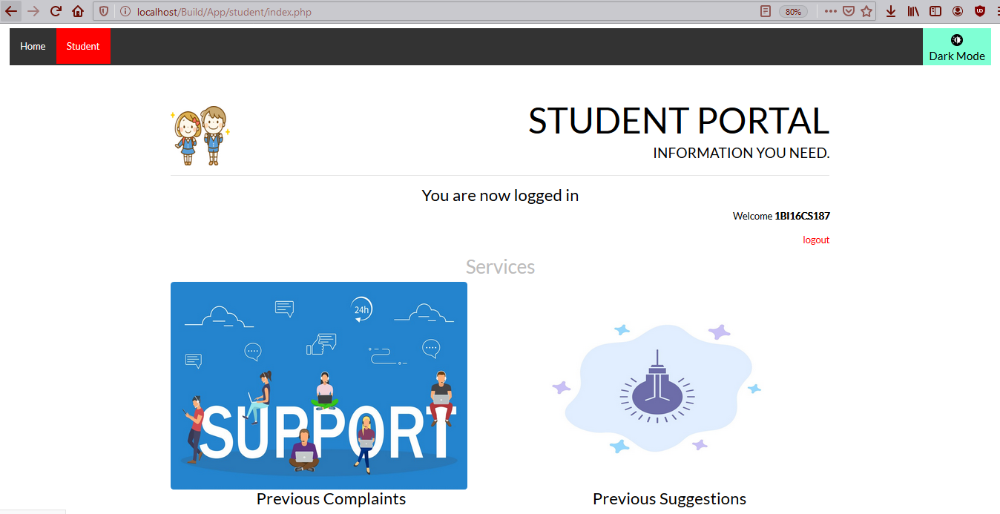 localhost/Build/App/student/index.php
80%
Home
Student
Dark Mode
STUDENT PORTAL
INFORMATION YOU NEED.
You are now logged in
Welcome 1BI16CS187
logout
Services
24h
SUPPORT
Previous Complaints
Previous Suggestions